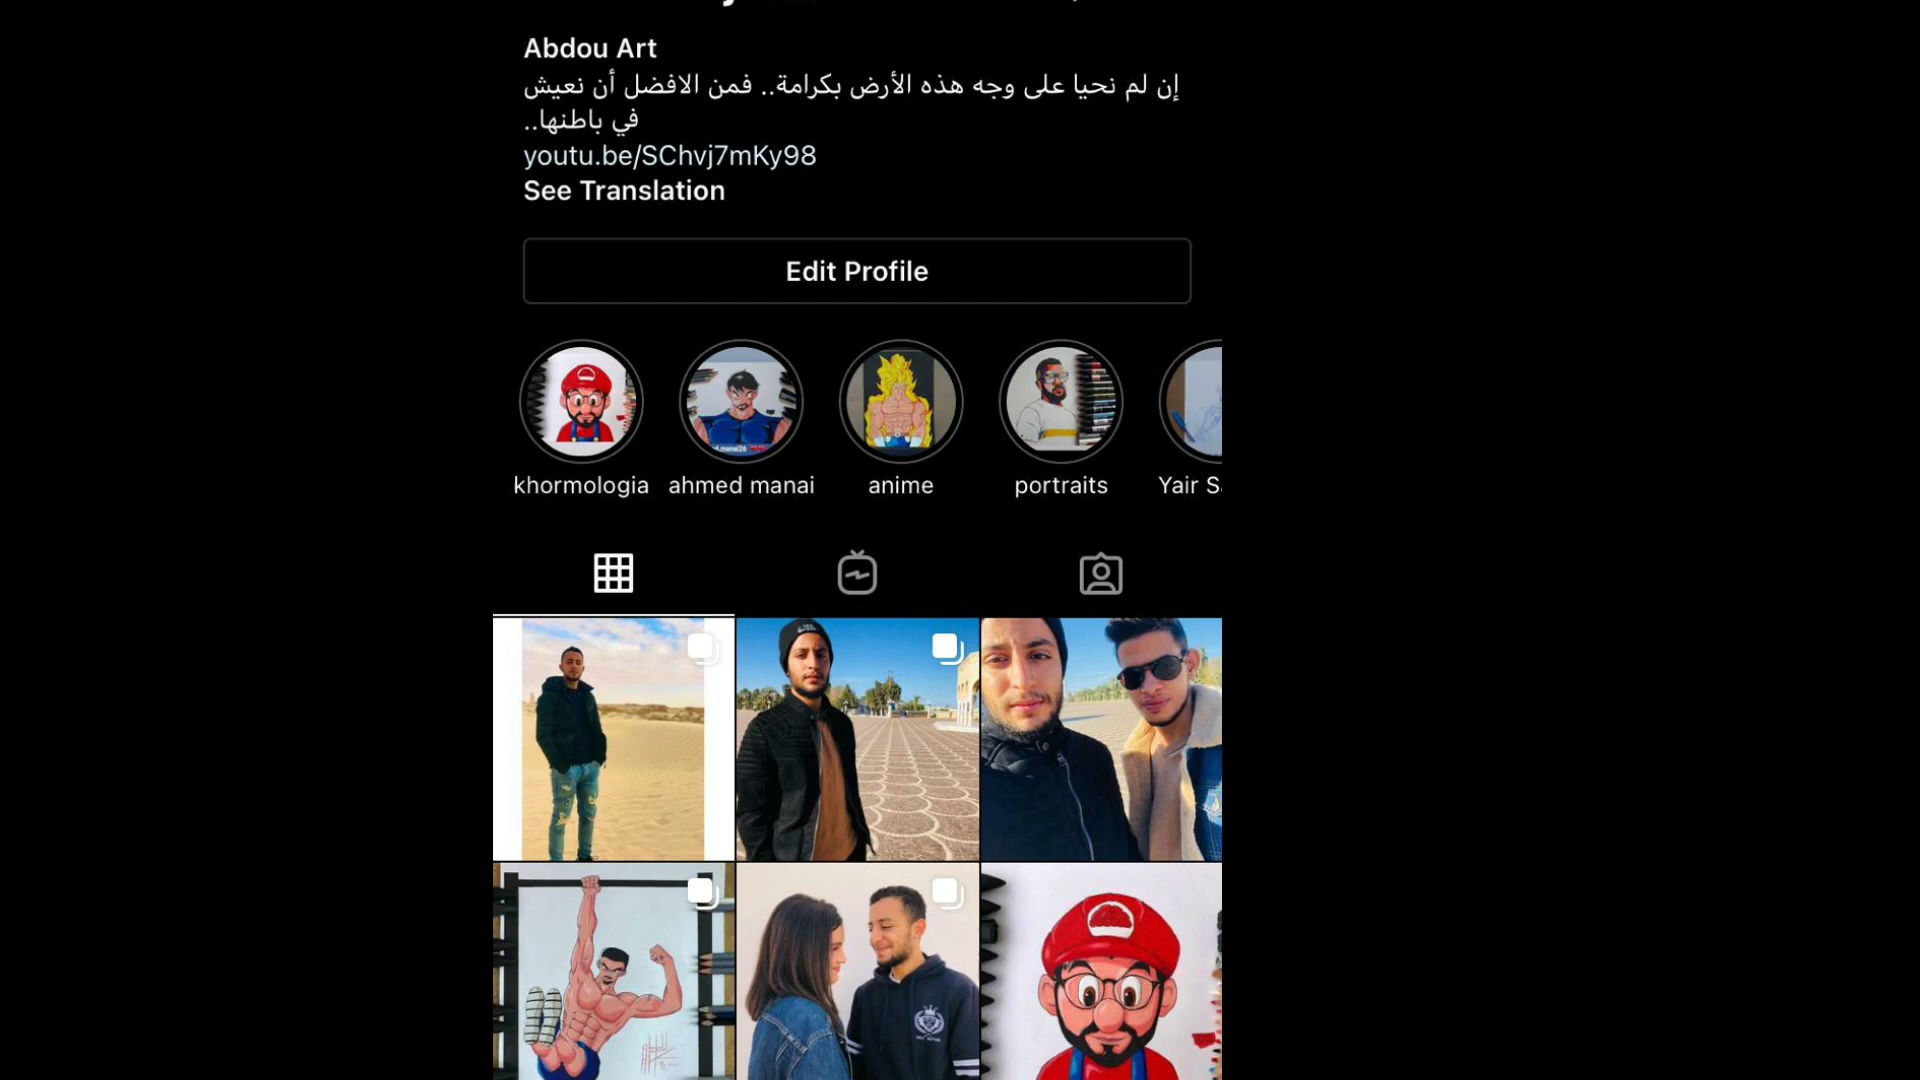 Abdou Art
إن لم نحيا على وجه هذه الأرض بكرامة.. فمن الافضل أن نعيش
في باطنها..
youtu.be/SChvj7mKy98
See Translation
Edit Profile
khormologia
ahmed manai
anime
portraits
Yair S